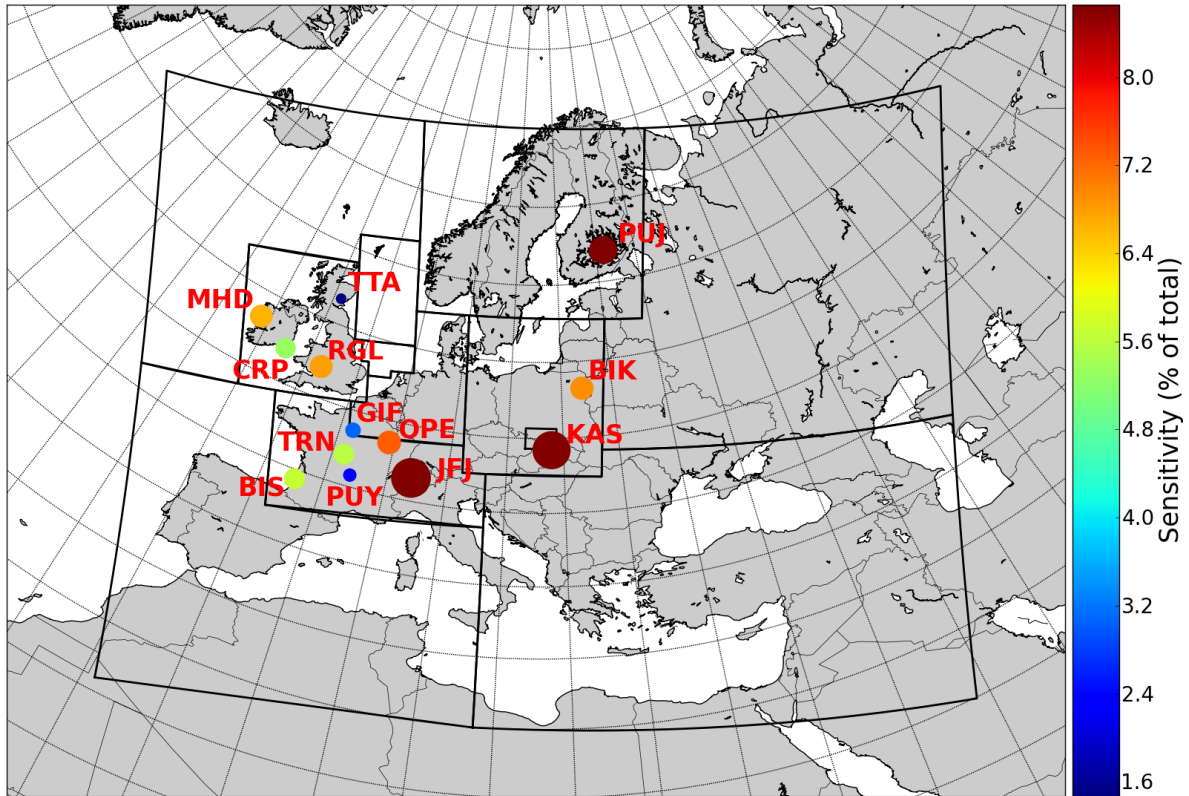 PUJ
TTA
MHD
RGL
CRP
BIK
GIF
OPE
KAS
TRN
JFJ
BIS
PUY
8.0
7.2
6.4
5.6
4.8
4.0
3.2
2.4
1.6
Sensitivity (% of total)